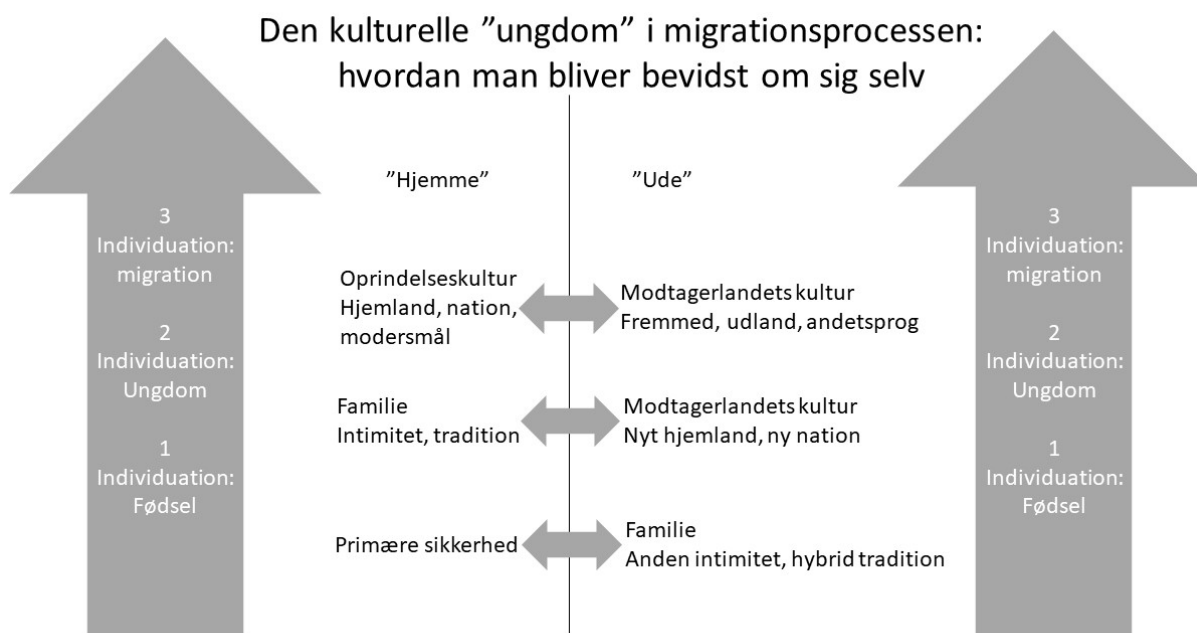 Den kulturelle ”ungdom” i migrationsprocessen:
hvordan man bliver bevidst om sig selv
”Hjemme”
”Ude”
3
Individuation:
migration
2
Individuation:
Ungdom
1
Individuation:
Fødsel
Oprindelseskultur
Hjemland, nation,
modersmål
Modtagerlandets kultur
Fremmed, udland, andetsprog
Familie
Intimitet, tradition
Modtagerlandets kultur
Nyt hjemland, ny nation
Primære sikkerhed
Familie
Anden intimitet, hybrid tradition
3
Individuation:
migration
2
Individuation:
Ungdom
1
Individuation:
Fødsel